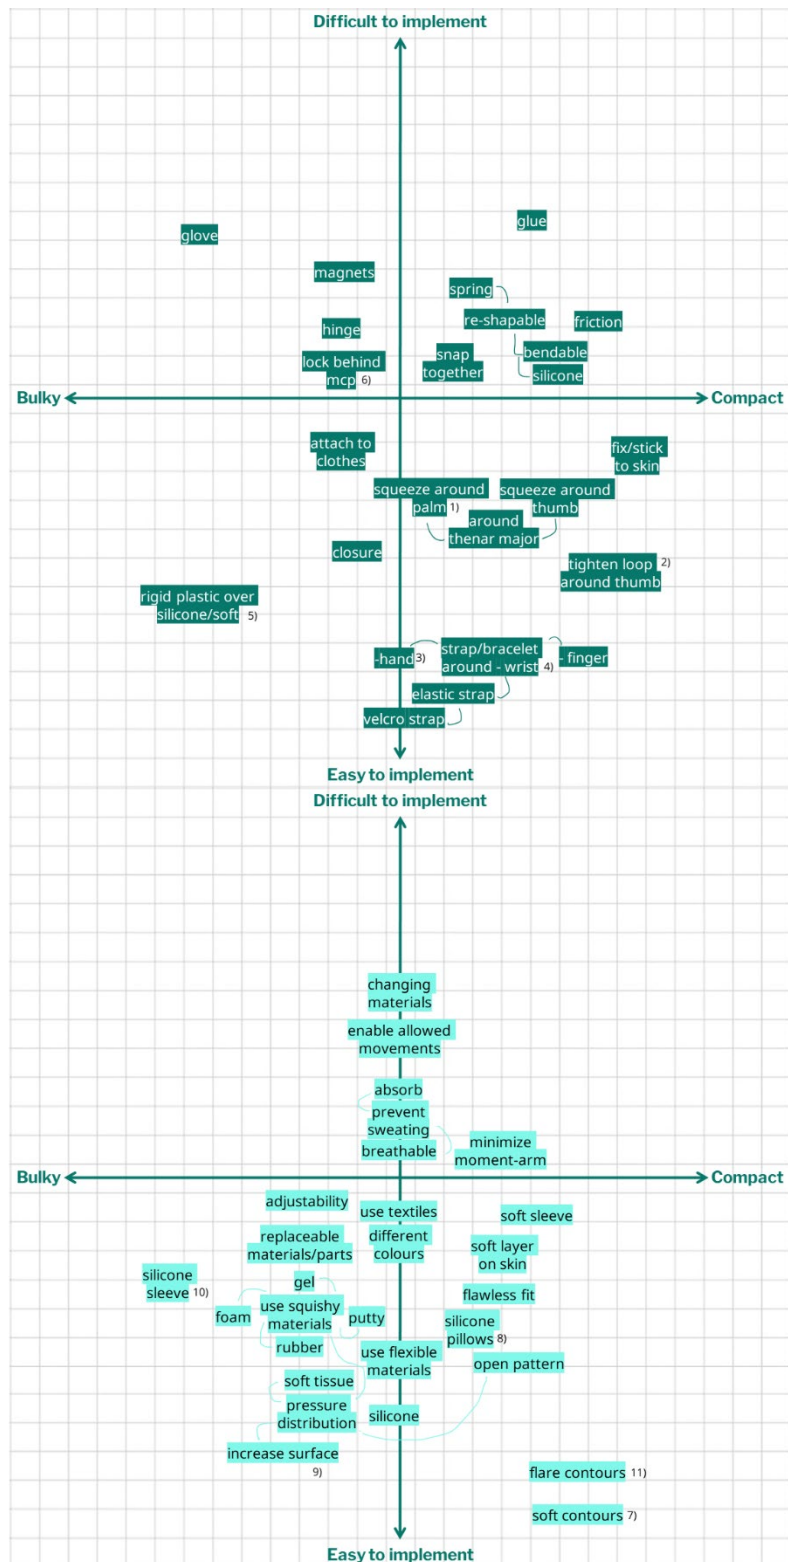 Difficult to implement
glue
glove
magnets
spring
re-shapable
friction
hinge
snap
together
bendable
lock behind
mcp 6)
silicone
Bulky
Compact
attach to
clothes
fix/stick
to skin
squeeze around
palm 1)
squeeze around
thumb
around
thenar major
closure
tighten loop 2)
around thumb
rigid plastic over
silicone/soft 5)
-hand 3)
strap/bracelet
around - wrist 4)
- finger
elastic strap
velcro strap
Easy to implement
Difficult to implement
changing
materials
enable allowed
movements
absorb
prevent
sweating
breathable
minimize
moment-arm
Bulky
Compact
adjustability
use textiles
soft sleeve
replaceable
materials/parts
different
colours
soft layer
on skin
silicone
sleeve 10)
gel
flawless fit
foam
use squishy
materials
putty
silicone
pillows 8)
rubber
use flexible
materials
open pattern
soft tissue
pressure
distribution
silicone
increase surface
9)
flare contours 11)
soft contours 7)
Easy to implement